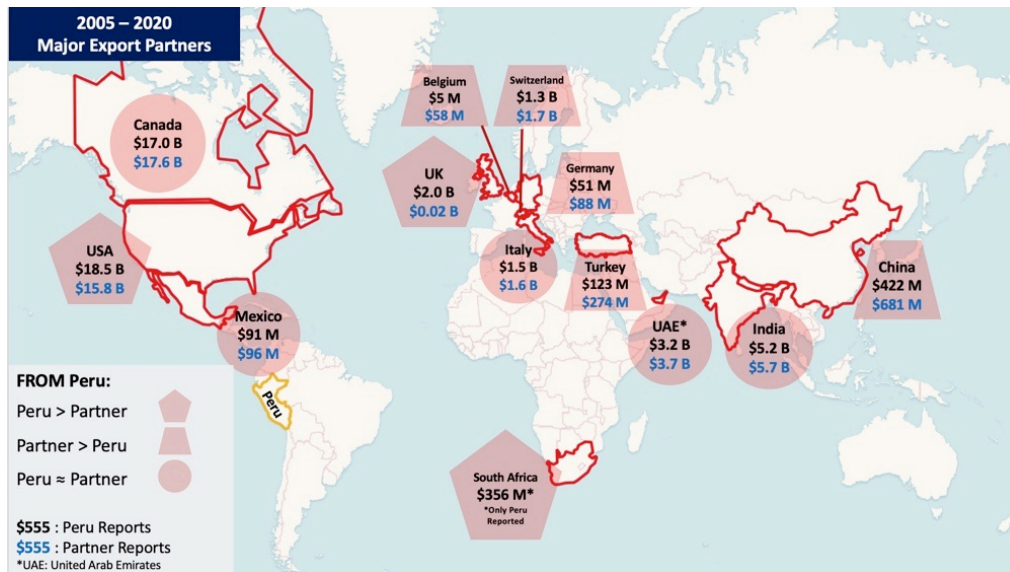 2005 – 2020
Major Export Partners
Canada
$17.0 B
$17.6 B
USA
$18.5 B
$15.8 B
Mexico
$91 M
$96 M
Belgium
$5 M
$58 M
Switzerland
$1.3 B
$1.7 B
UK
$2.0 B
$0.02 B
Germany
$51 M
$88 M
Italy
$1.5 B
$1.6 B
Turkey
$123 M
$274 M
UAE*
$3.2 B
$3.7 B
India
$5.2 B
$5.7 B
China
$422 M
$681 M
South Africa
$356 M*
*Only Peru
Reported
Peru
FROM Peru:
Peru > Partner
Partner > Peru
Peru ≈ Partner
$555 : Peru Reports
$555 : Partner Reports
*UAE: United Arab Emirates